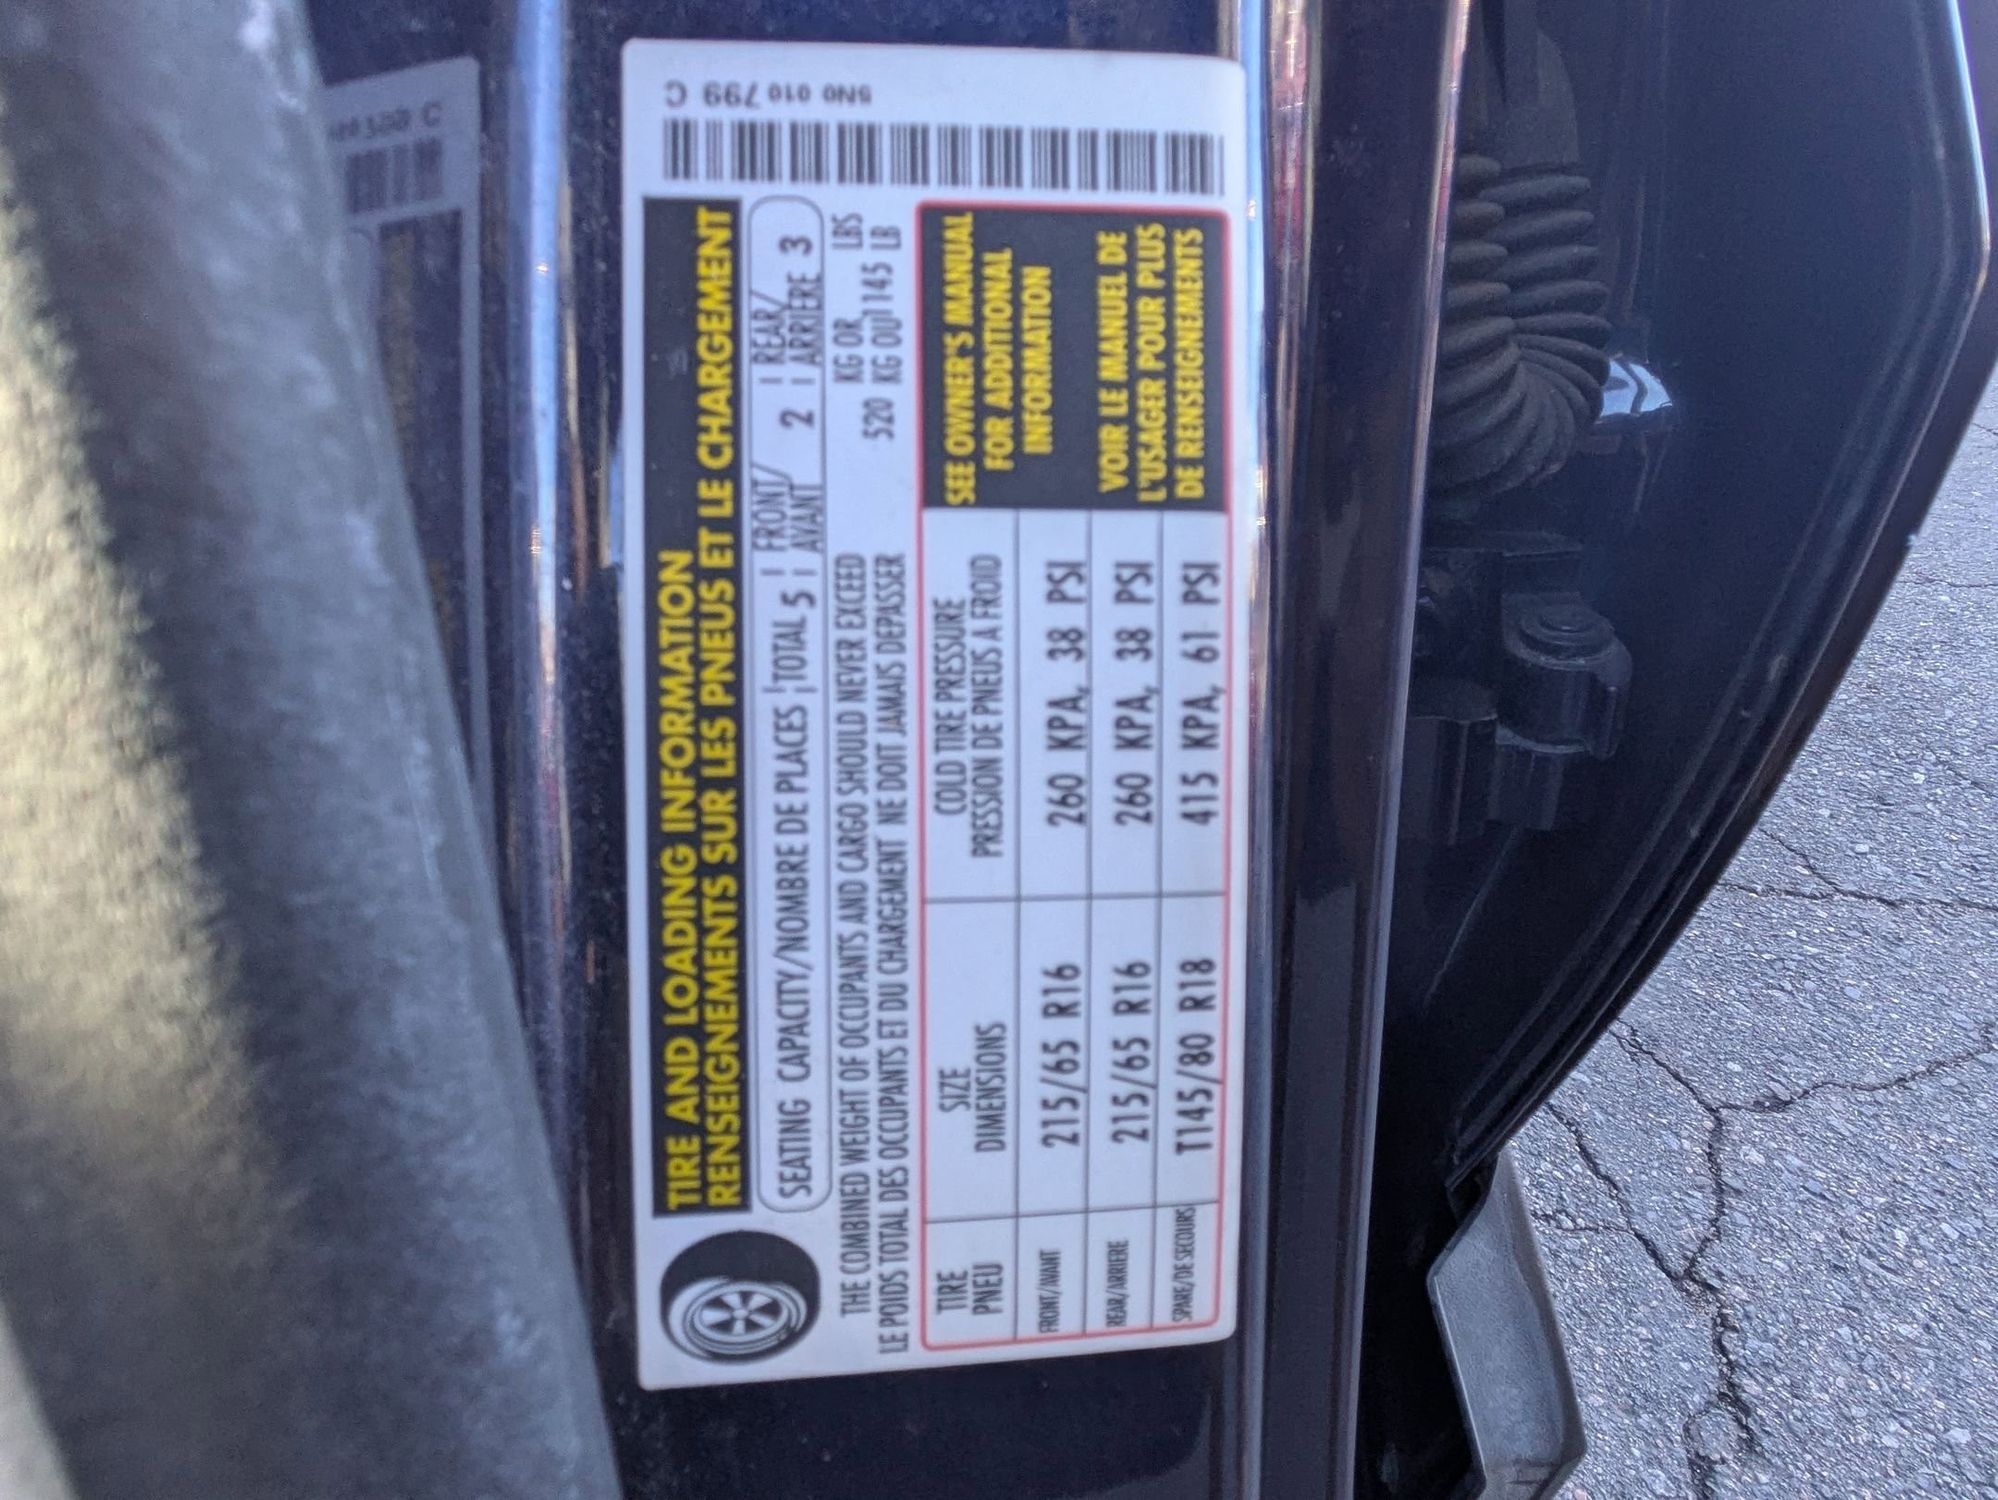 TIRE AND LOADING INFORMATION
RENSEIGNEMENTS SUR LES PNEUS ET LE CHARGEMENT
SEATING CAPACITY/NOMBRE DE PLACES TOTAL 5 FRONT/AVANT 2 REAR/ARRIERE 3
THE COMBINED WEIGHT OF OCCUPANTS AND CARGO SHOULD NEVER EXCEED KG OR LBS
LE POIDS TOTAL DES OCCUPANTS ET DU CHARGEMENT NE DOIT JAMAIS DEPASSER 520 KG OU 1145 LB
TIRE SIZE COLD TIRE PRESSURE
PNEU DIMENSIONS PRESSION DE PNEUS A FROID
FRONT/AVANT 215/65 R16 260 KPA, 38 PSI
REAR/ARRIERE 215/65 R16 260 KPA, 38 PSI
SPARE/DE SECOURS T145/80 R18 415 KPA, 61 PSI
SEE OWNER'S MANUAL
FOR ADDITIONAL
INFORMATION
VOIR LE MANUEL DE
L'USAGER POUR PLUS
DE RENSEIGNEMENTS
5N0 010 799 C